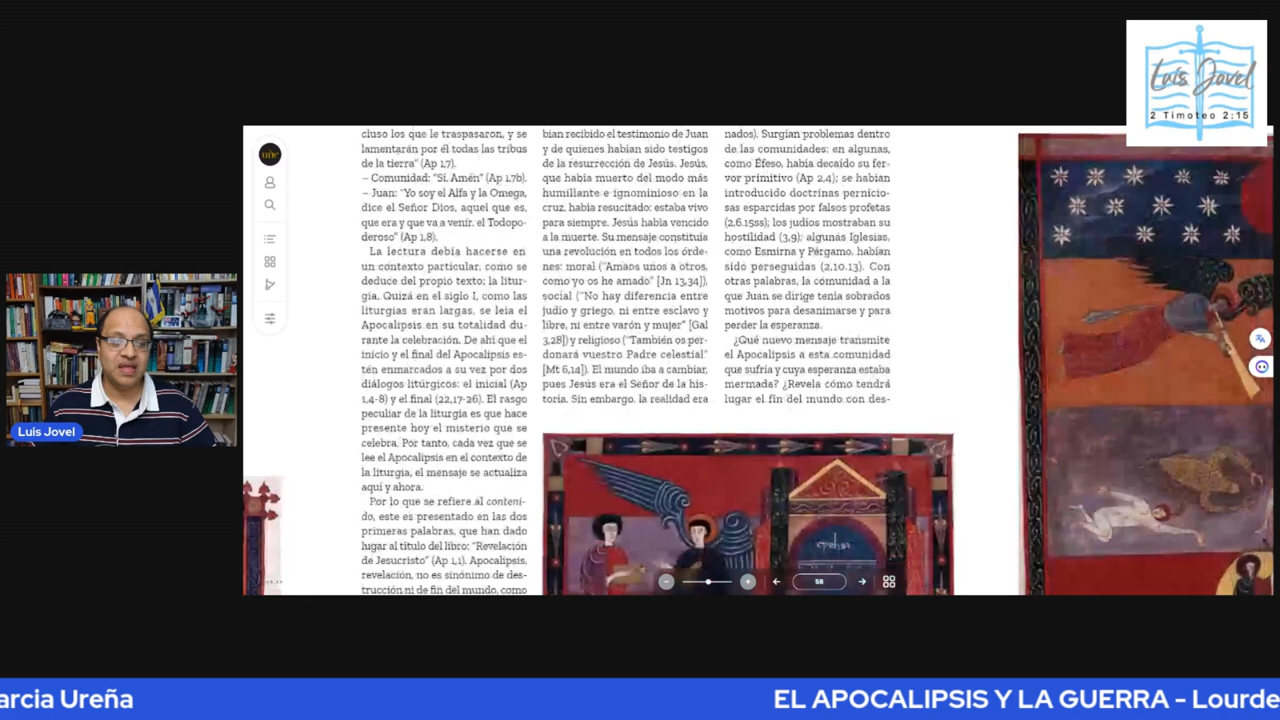 Luis Jovel
2 Timoteo 2:15
cluso los que le traspasaron, y se
lamentarán por él todas las tribus
de la tierra” (Ap 1,7).
– Comunidad: “Sí. Amén” (Ap 1,7b).
– Juan: “Yo soy el Alfa y la Omega,
dice el Señor Dios, aquel que es,
que era y que va a venir, el Todopo-
deroso” (Ap 1,8).
La lectura debía hacerse en
un contexto particular, como se
deduce del propio texto: la litur-
gia. Quizá en el siglo I, como las
liturgias eran largas, se leía el
Apocalipsis en su totalidad du-
rante la celebración. De ahí que el
inicio y el final del Apocalipsis es-
tén enmarcados a su vez por dos
diálogos litúrgicos: el inicial (Ap
1,4-8) y el final (22,17-26). El rasgo
peculiar de la liturgia es que hace
presente hoy el misterio que se
celebra. Por tanto, cada vez que se
lee el Apocalipsis en el contexto de
la liturgia, el mensaje se actualiza
aquí y ahora.
Por lo que se refiere al conteni-
do, este es presentado en las dos
primeras palabras, que han dado
lugar al título del libro: “Revelación
de Jesucristo” (Ap 1,1). Apocalipsis,
revelación, no es sinónimo de des-
trucción ni de fin del mundo, como
bían recibido el testimonio de Juan
y de quienes habían sido testigos
de la resurrección de Jesús. Jesús,
que había muerto del modo más
humillante e ignominioso en la
cruz, había resucitado: estaba vivo
para siempre. Jesús había vencido
a la muerte. Su mensaje constituía
una revolución en todos los órde-
nes: moral (“Amaos unos a otros,
como yo os he amado” [Jn 13,34]),
social (“No hay diferencia entre
judío y griego, ni entre esclavo y
libre, ni entre varón y mujer” [Gal
3,28]) y religioso (“También os per-
donará vuestro Padre celestial”
[Mt 6,14]). El mundo iba a cambiar,
pues Jesús era el Señor de la his-
toria. Sin embargo, la realidad era
nados). Surgían problemas dentro
de las comunidades: en algunas,
como Éfeso, había decaído su fer-
vor primitivo (Ap 2,4); se habían
introducido doctrinas pernicio-
sas esparcidas por falsos profetas
(2,6.15ss); los judíos mostraban su
hostilidad (3,9); algunas Iglesias,
como Esmirna y Pérgamo, habían
sido perseguidas (2,10.13). Con
otras palabras, la comunidad a la
que Juan se dirige tenía sobrados
motivos para desanimarse y para
perder la esperanza.
¿Qué nuevo mensaje transmite
el Apocalipsis a esta comunidad
que sufría y cuya esperanza estaba
mermada? ¿Revela cómo tendrá
lugar el fin del mundo con des-
58
Luis Jovel
arcia Ureña
EL APOCALIPSIS Y LA GUERRA - Lourde